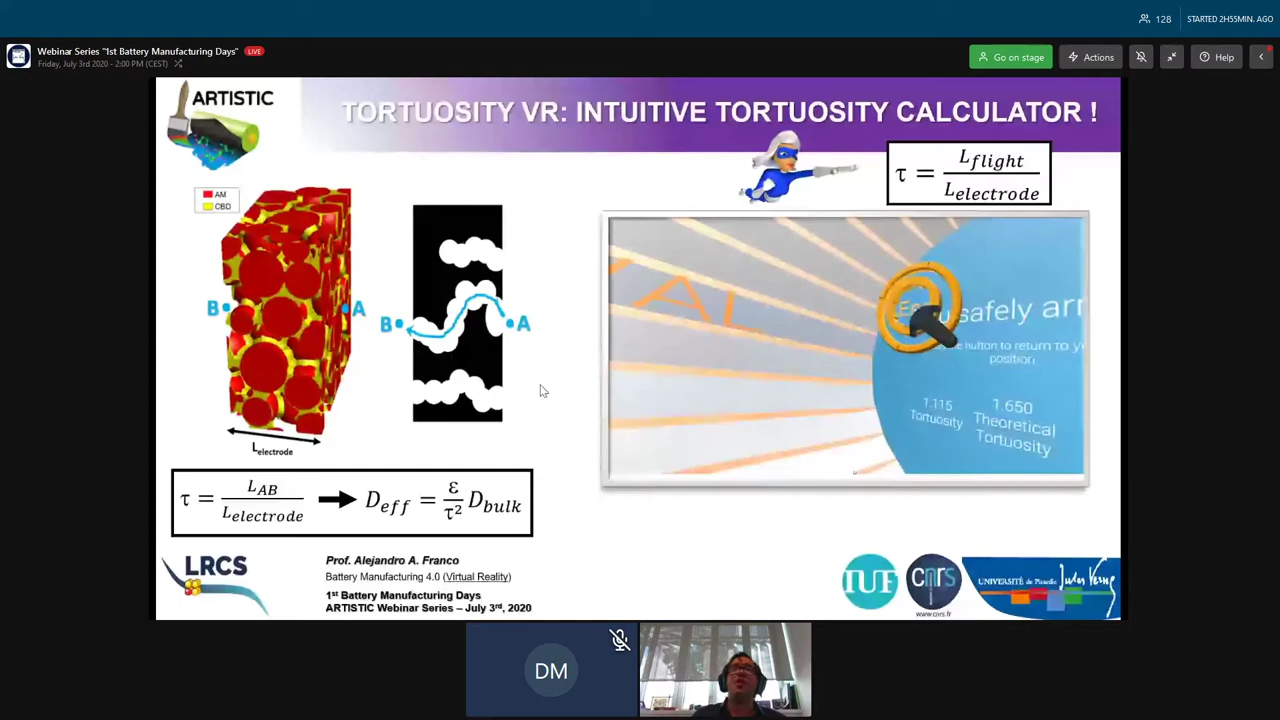 128
STARTED 2H55MIN. AGO
Webinar Series "1st Battery Manufacturing Days" LIVE
Friday, July 3rd 2020 - 2:00 PM (CEST)
Go on stage
Actions
Help
ARTISTIC
TORTUOSITY VR: INTUITIVE TORTUOSITY CALCULATOR !
τ = L_flight / L_electrode
AM
CBD
B
A
B
A
L_electrode
AL
u safely arr
button to return to yo
position.
1.115
Tortuosity
1.650
Theoretical
Tortuosity
τ = L_AB / L_electrode → D_eff = ε/τ² D_bulk
LRCS
Prof. Alejandro A. Franco
Battery Manufacturing 4.0 (Virtual Reality)
1st Battery Manufacturing Days
ARTISTIC Webinar Series – July 3rd, 2020
IUF
cnrs
www.cnrs.fr
UNIVERSITÉ de Picardie
Jules Verne
DM